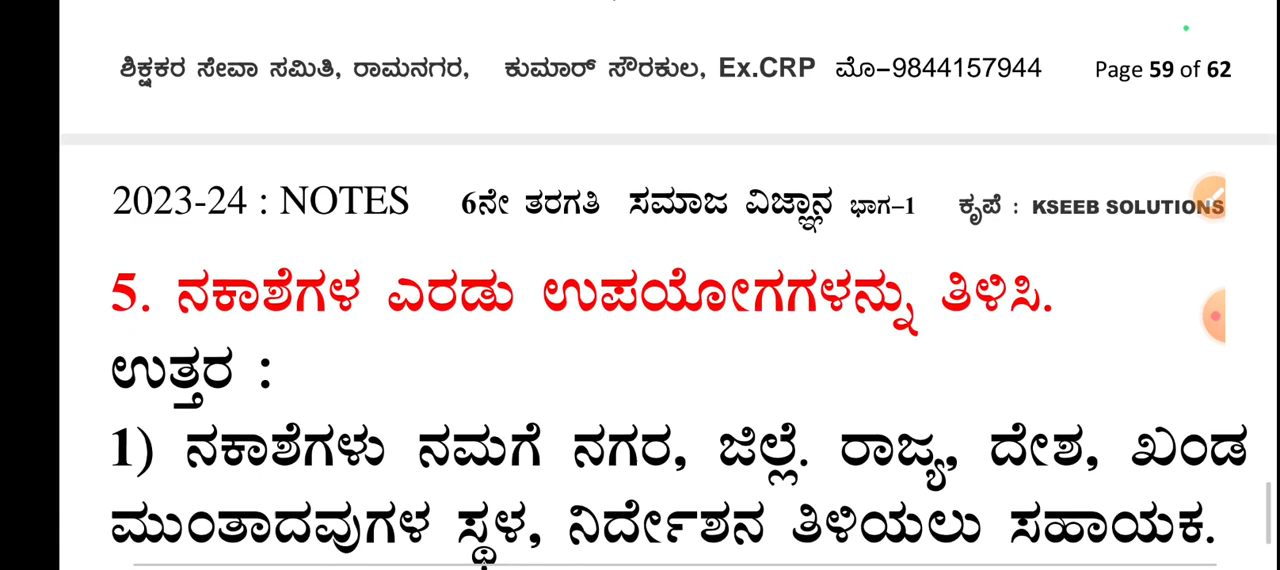 ಶಿಕ್ಷಕರ ಸೇವಾ ಸಮಿತಿ, ರಾಮನಗರ, ಕುಮಾರ್ ಸೌರಕುಲ, Ex.CRP ಮೊ-9844157944 Page 59 of 62
2023-24 : NOTES 6ನೇ ತರಗತಿ ಸಮಾಜ ವಿಜ್ಞಾನ ಭಾಗ-1 ಕೃಪೆ : KSEEB SOLUTIONS
5. ನಕಾಶೆಗಳ ಎರಡು ಉಪಯೋಗಗಳನ್ನು ತಿಳಿಸಿ.
ಉತ್ತರ :
1) ನಕಾಶೆಗಳು ನಮಗೆ ನಗರ, ಜಿಲ್ಲೆ. ರಾಜ್ಯ, ದೇಶ, ಖಂಡ
ಮುಂತಾದವುಗಳ ಸ್ಥಳ, ನಿರ್ದೇಶನ ತಿಳಿಯಲು ಸಹಾಯಕ.